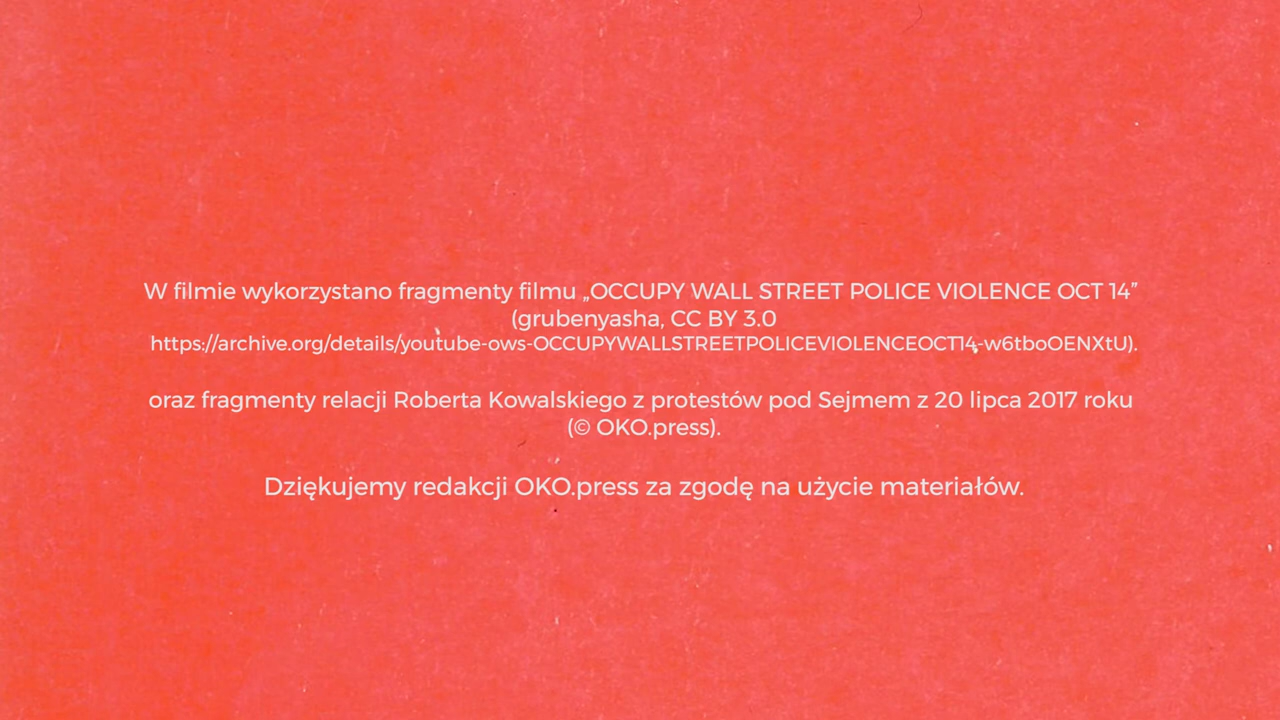 W filmie wykorzystano fragmenty filmu „OCCUPY WALL STREET POLICE VIOLENCE OCT 14”
(grubenyasha, CC BY 3.0
https://archive.org/details/youtube-ows-OCCUPYWALLSTREETPOLICEVIOLENCEOCT14-w6tboOENXtU).
oraz fragmenty relacji Roberta Kowalskiego z protestów pod Sejmem z 20 lipca 2017 roku
(© OKO.press).
Dziękujemy redakcji OKO.press za zgodę na użycie materiałów.